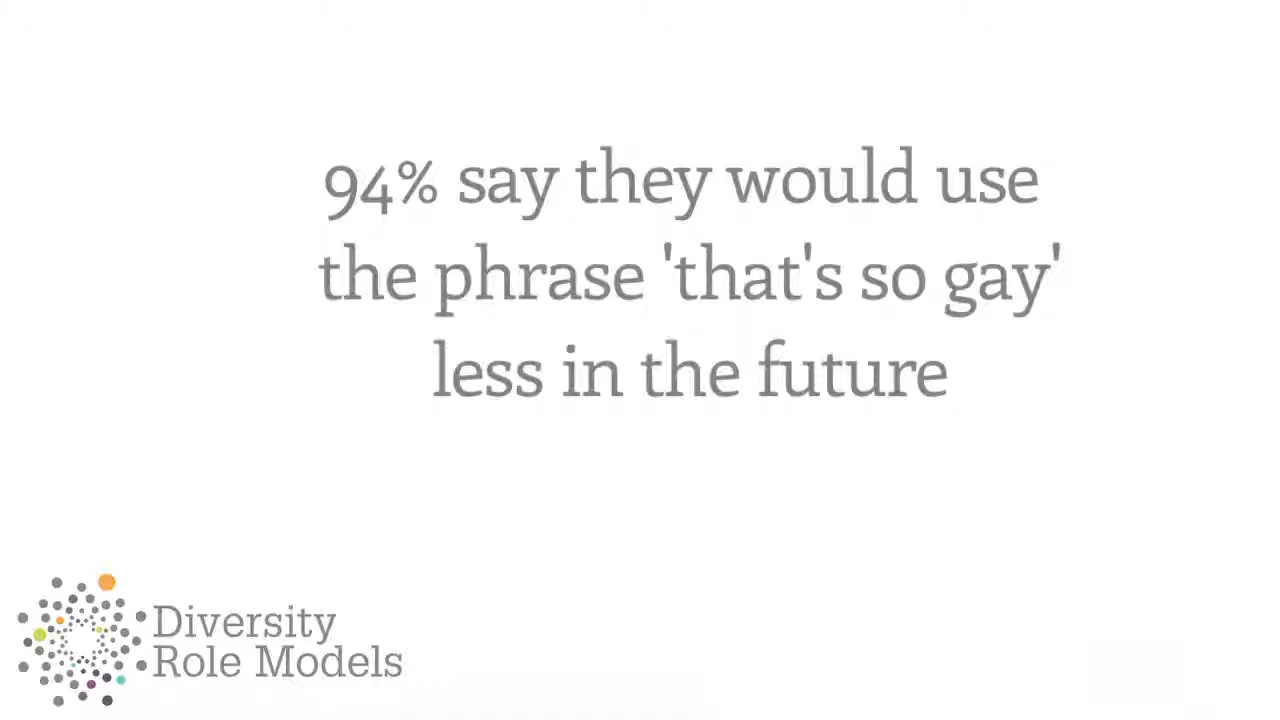 94% say they would use
the phrase 'that's so gay'
less in the future
Diversity
Role Models